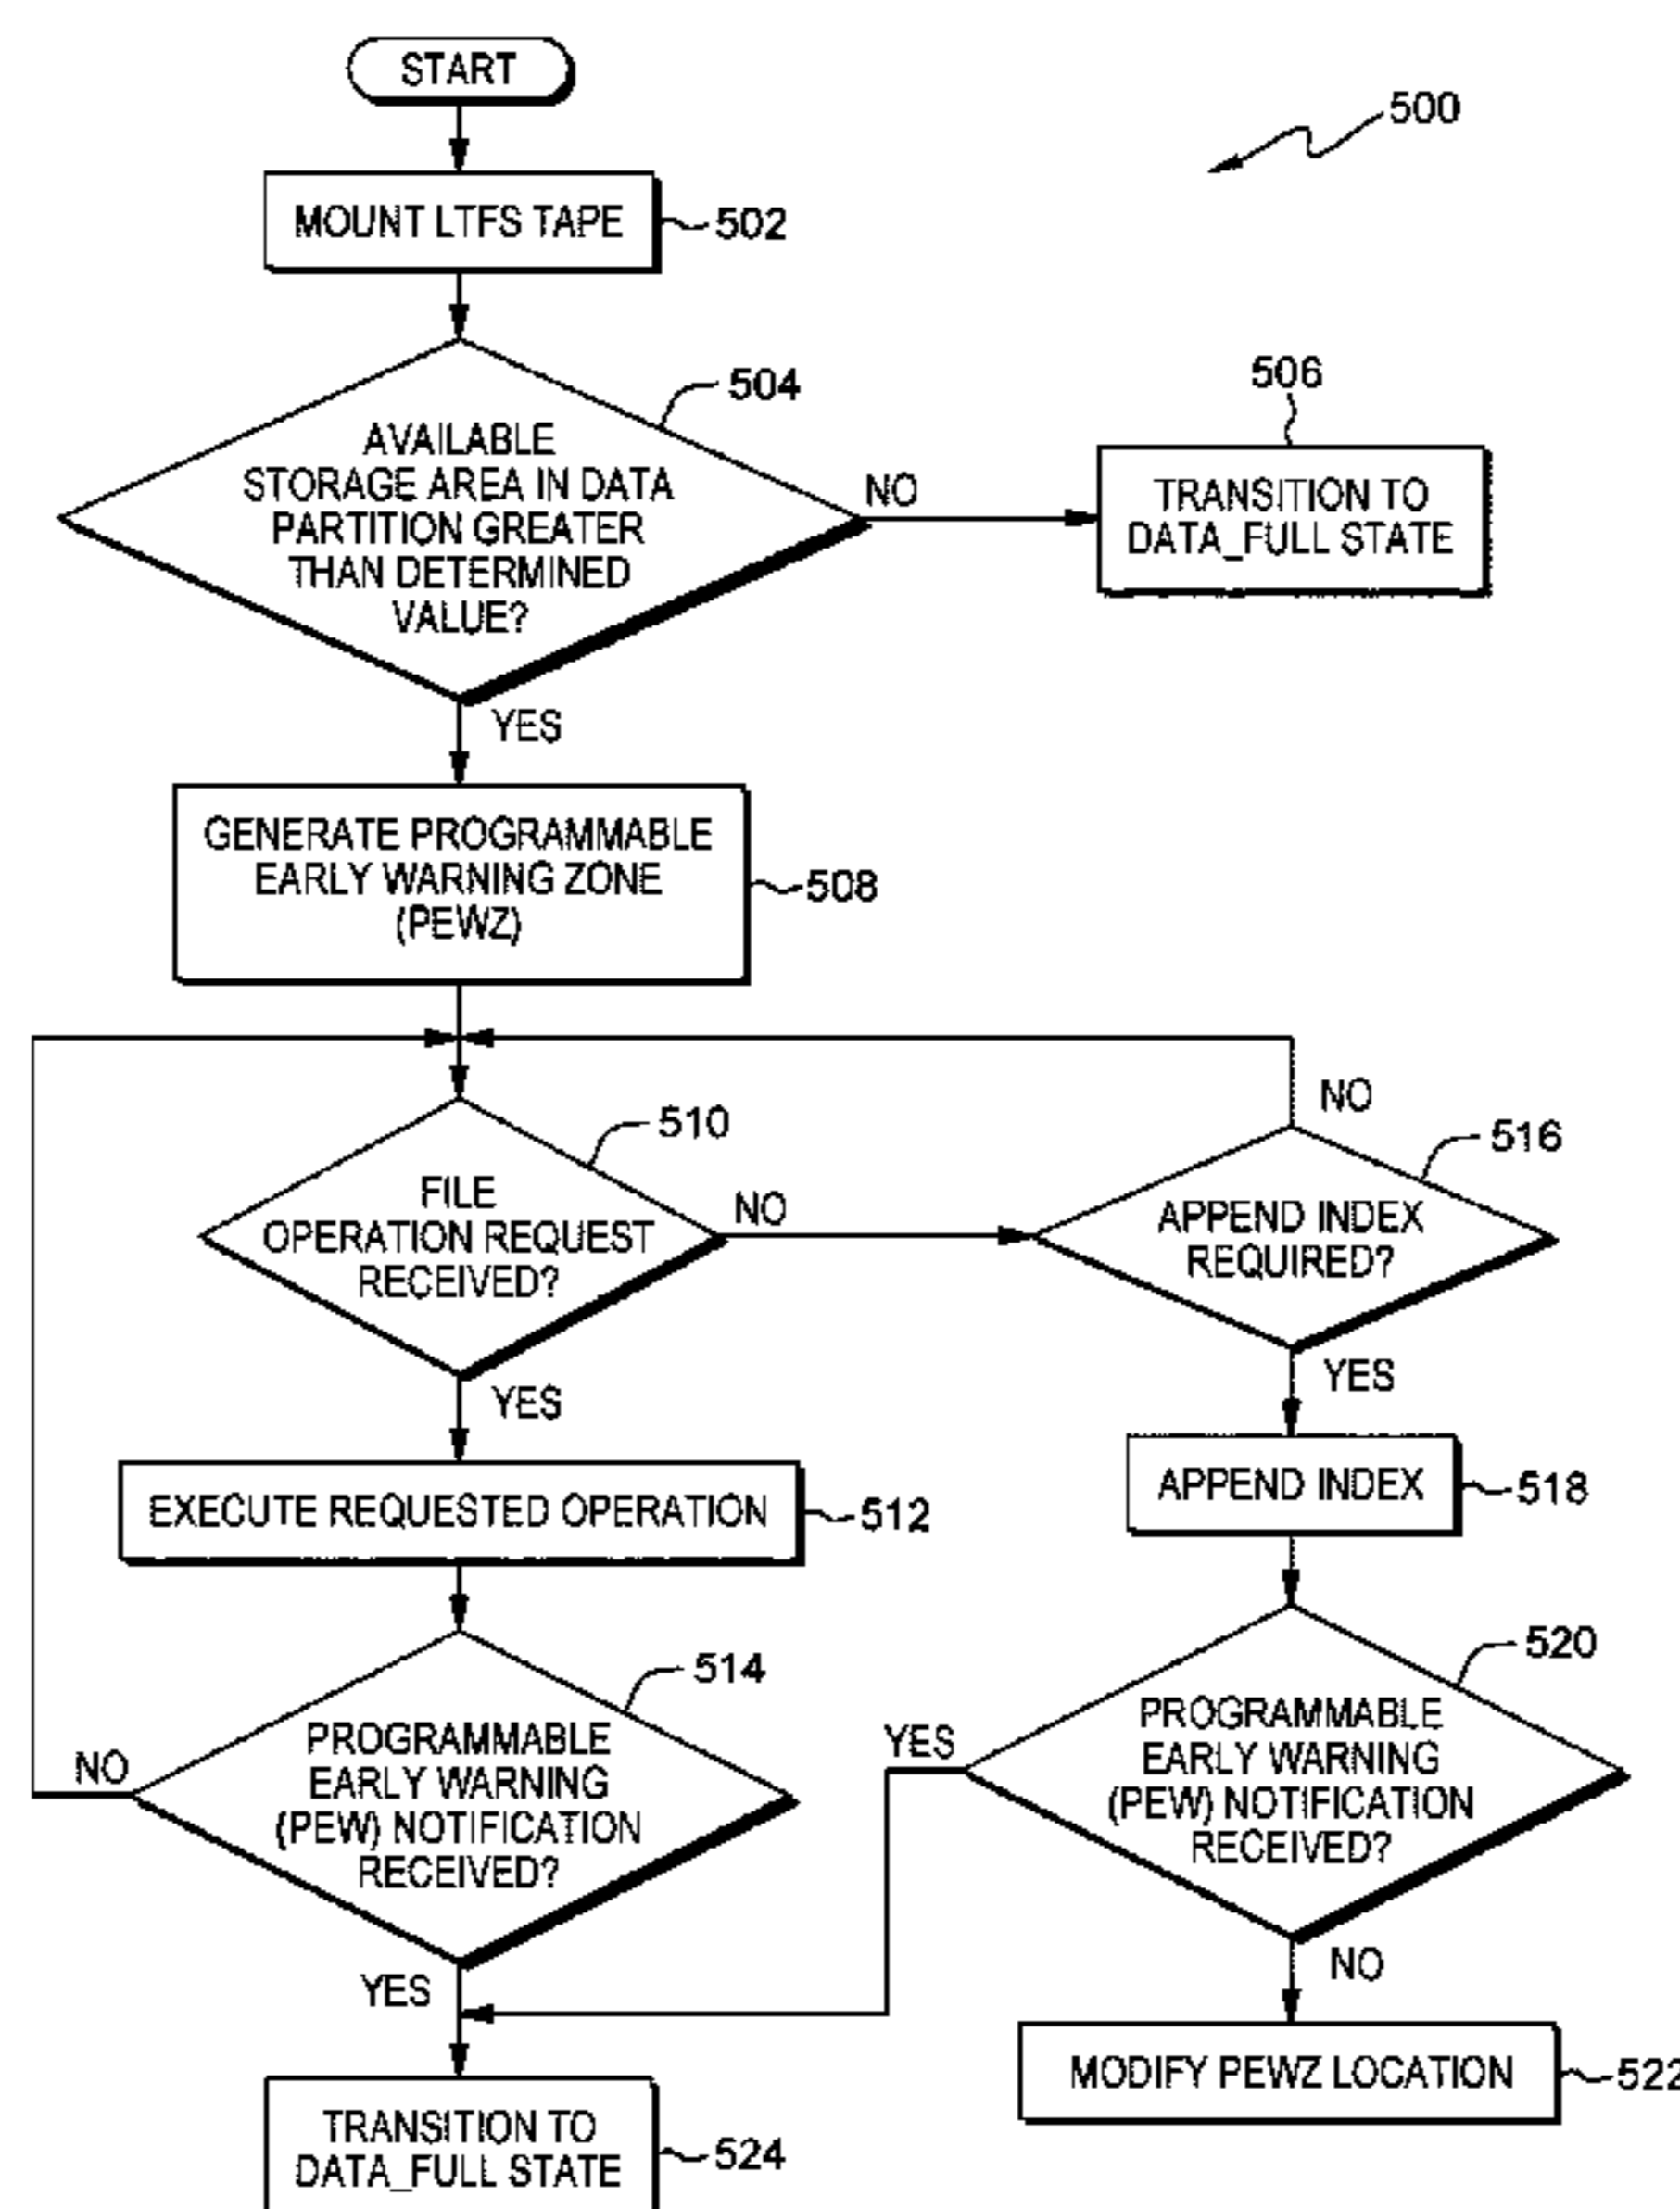 START
500
MOUNT LTFS TAPE
502
504
AVAILABLE
STORAGE AREA IN DATA
PARTITION GREATER
THAN DETERMINED
VALUE?
NO
506
TRANSITION TO
DATA_FULL STATE
YES
GENERATE PROGRAMMABLE
EARLY WARNING ZONE
(PEWZ)
508
510
FILE
OPERATION REQUEST
RECEIVED?
NO
NO
516
APPEND INDEX
REQUIRED?
YES
YES
EXECUTE REQUESTED OPERATION
512
APPEND INDEX
518
514
PROGRAMMABLE
EARLY WARNING
(PEW) NOTIFICATION
RECEIVED?
NO
520
PROGRAMMABLE
EARLY WARNING
(PEW) NOTIFICATION
RECEIVED?
YES
YES
NO
MODIFY PEWZ LOCATION
522
TRANSITION TO
DATA_FULL STATE
524